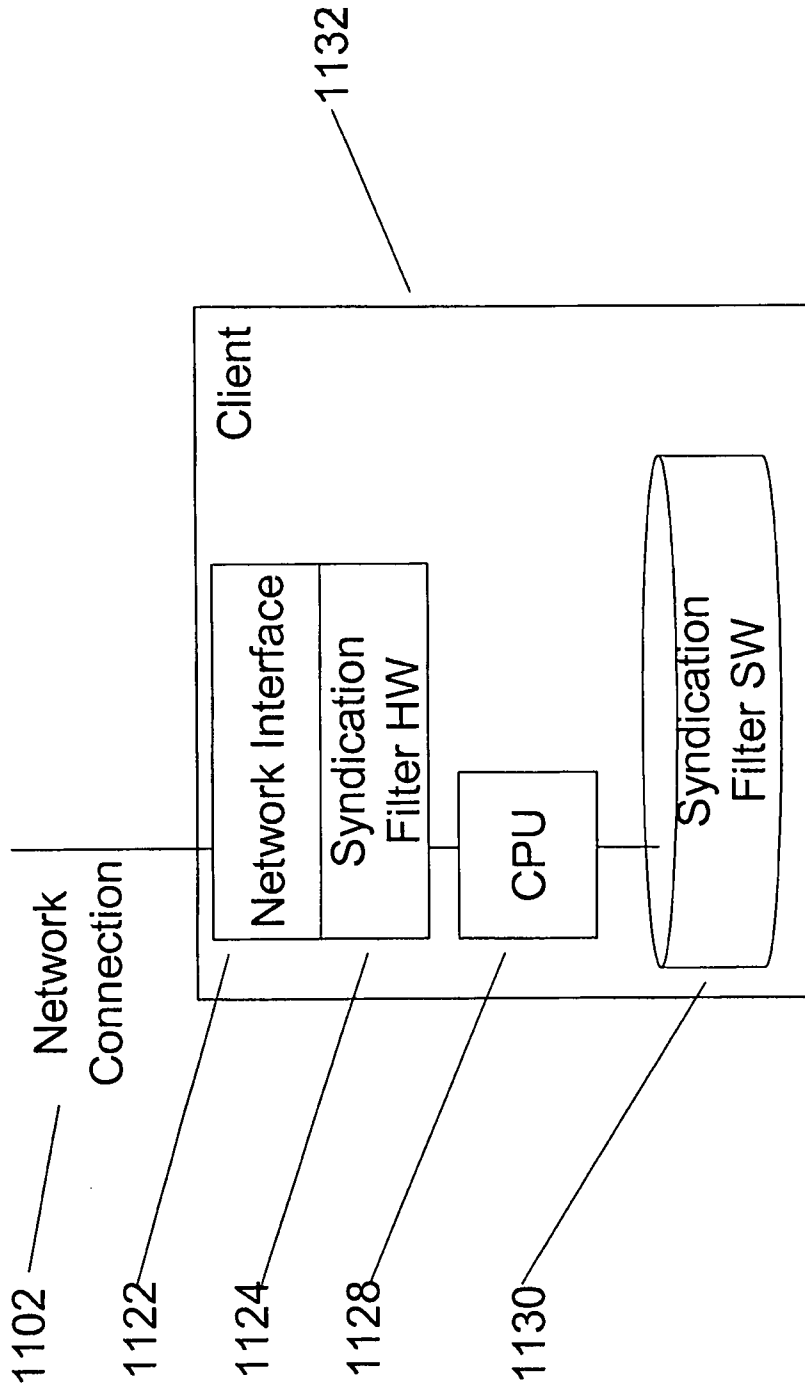 1102
Network
Connection
1122
Network Interface
Client
1132
1124
Syndication
Filter HW
1128
CPU
1130
Syndication
Filter SW